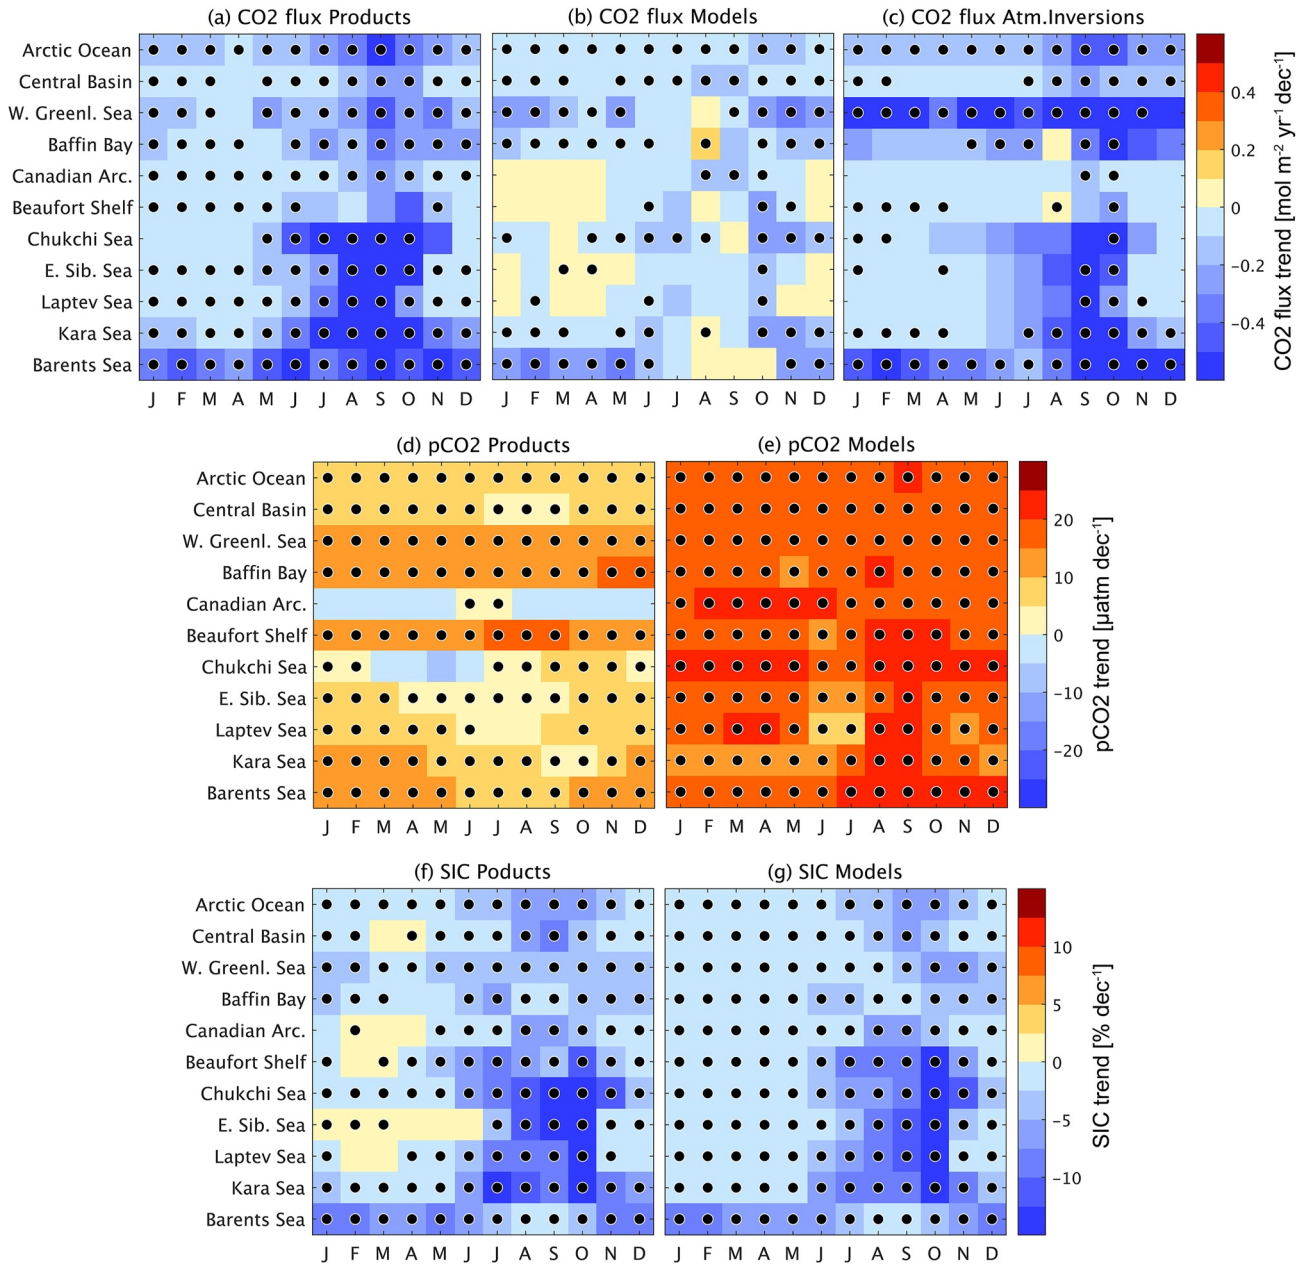 (a) CO2 flux Products
(b) CO2 flux Models
(c) CO2 flux Atm.Inversions
Arctic Ocean
Central Basin
W. Greenl. Sea
Baffin Bay
Canadian Arc.
Beaufort Shelf
Chukchi Sea
E. Sib. Sea
Laptev Sea
Kara Sea
Barents Sea
J F M A M J J A S O N D
J F M A M J J A S O N D
J F M A M J J A S O N D
0.4
0.2
0
-0.2
-0.4
CO2 flux trend [mol m⁻² yr⁻¹ dec⁻¹]
(d) pCO2 Products
(e) pCO2 Models
Arctic Ocean
Central Basin
W. Greenl. Sea
Baffin Bay
Canadian Arc.
Beaufort Shelf
Chukchi Sea
E. Sib. Sea
Laptev Sea
Kara Sea
Barents Sea
J F M A M J J A S O N D
J F M A M J J A S O N D
20
10
0
-10
-20
pCO2 trend [µatm dec⁻¹]
(f) SIC Poducts
(g) SIC Models
Arctic Ocean
Central Basin
W. Greenl. Sea
Baffin Bay
Canadian Arc.
Beaufort Shelf
Chukchi Sea
E. Sib. Sea
Laptev Sea
Kara Sea
Barents Sea
J F M A M J J A S O N D
J F M A M J J A S O N D
10
5
0
-5
-10
SIC trend [% dec⁻¹]